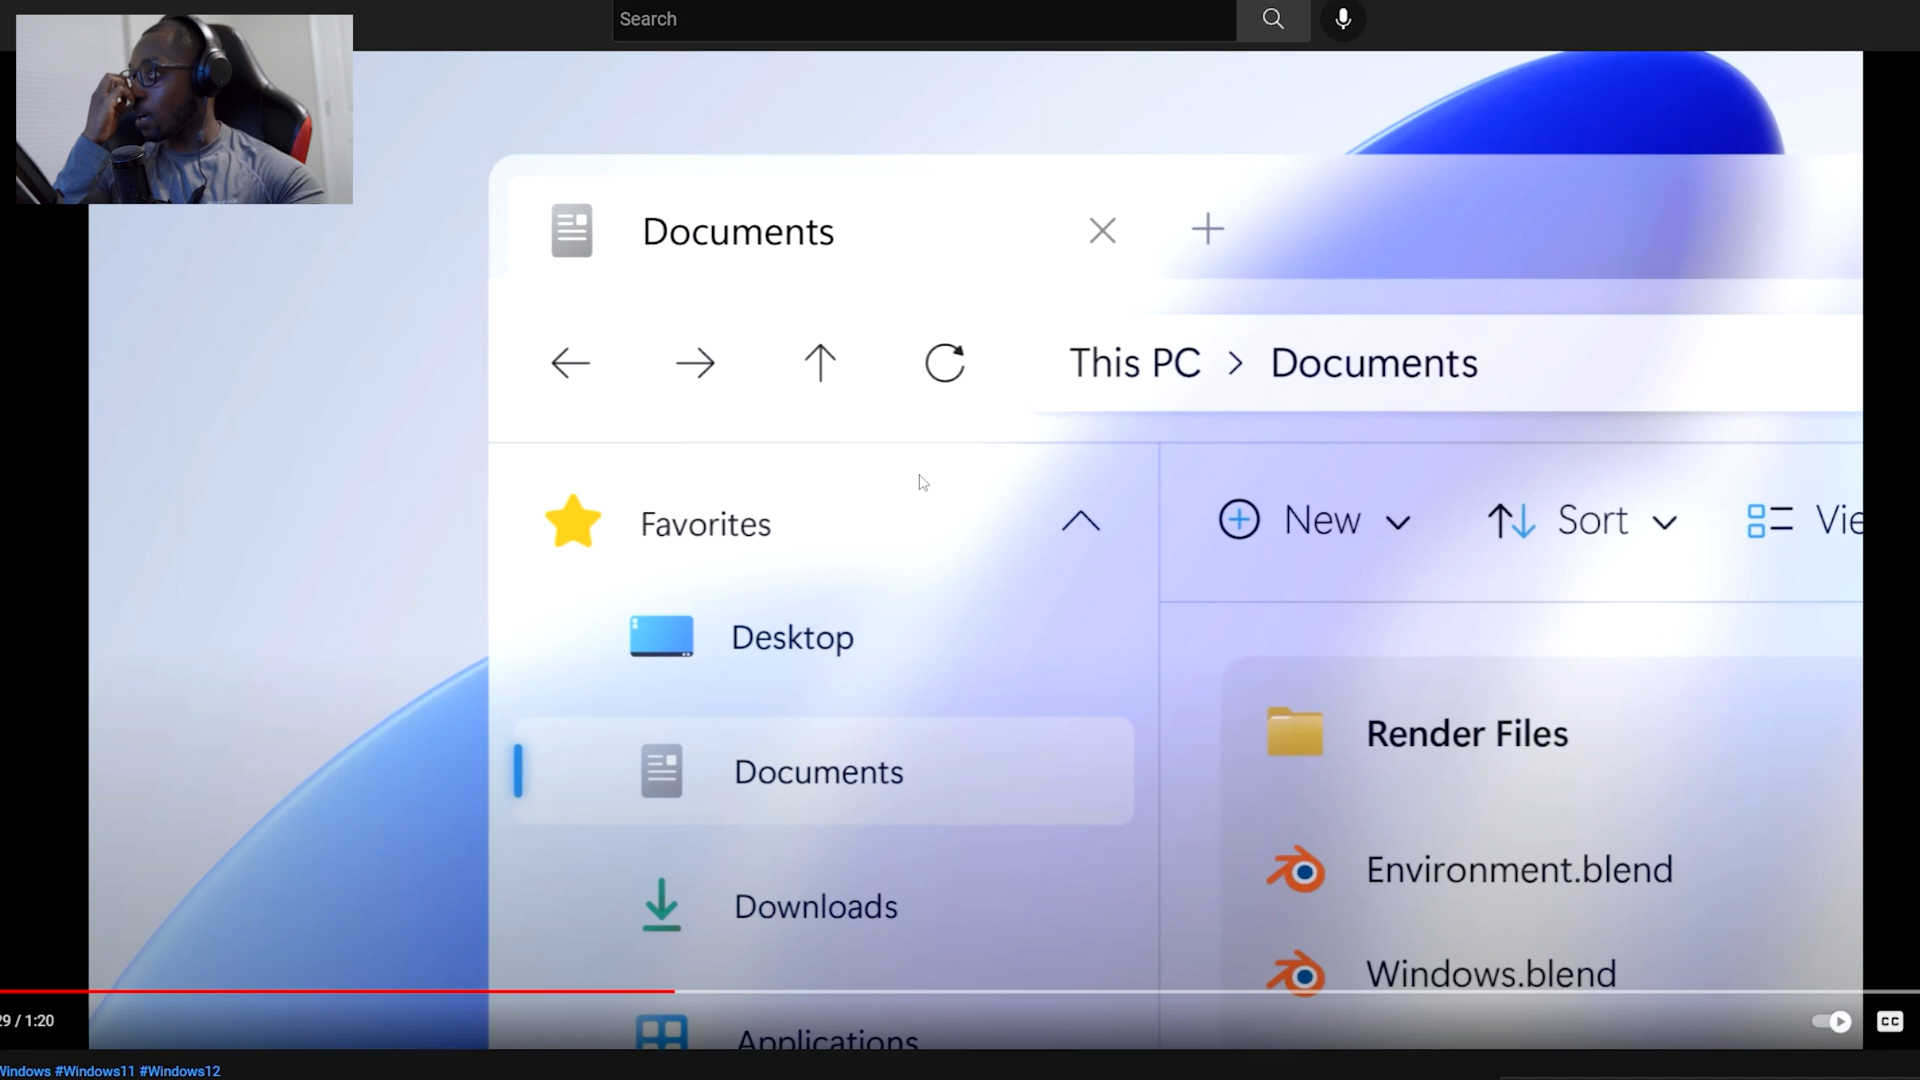 Search
Documents
This PC > Documents
Favorites
New
Sort
Vie
Desktop
Render Files
Documents
Environment.blend
Downloads
Windows.blend
Applications
29 / 1:20
CC
Windows #Windows11 #Windows12